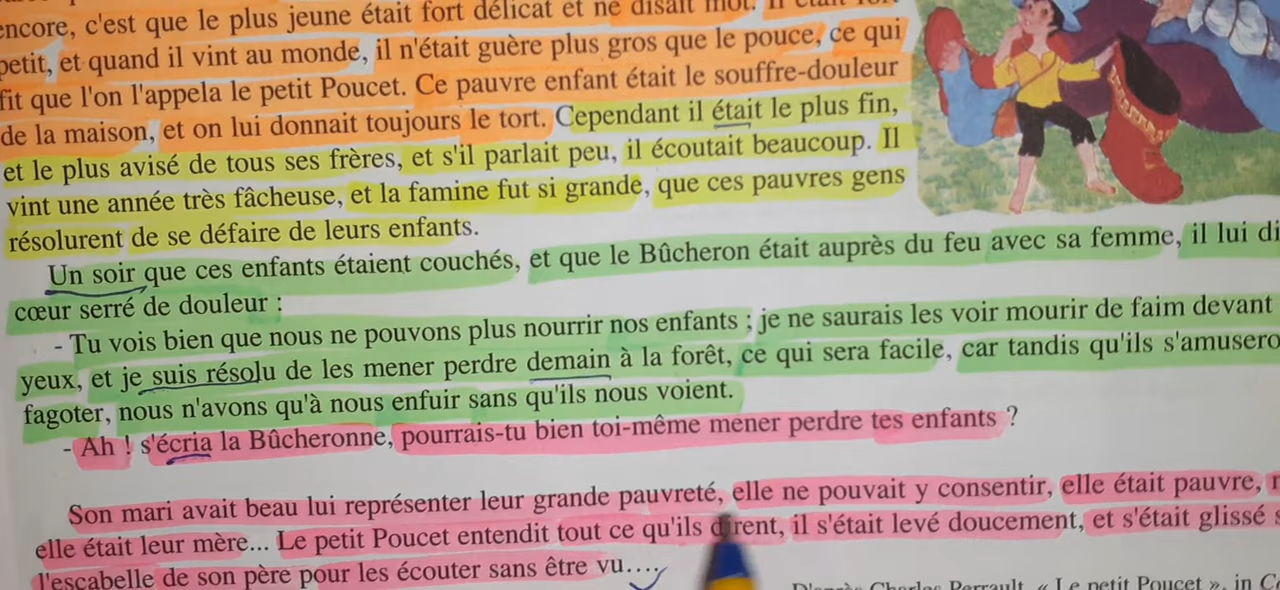 encore, c'est que le plus jeune était fort délicat et ne disait mot. Il était fort
petit, et quand il vint au monde, il n'était guère plus gros que le pouce, ce qui
fit que l'on l'appela le petit Poucet. Ce pauvre enfant était le souffre-douleur
de la maison, et on lui donnait toujours le tort. Cependant il était le plus fin,
et le plus avisé de tous ses frères, et s'il parlait peu, il écoutait beaucoup. Il
vint une année très fâcheuse, et la famine fut si grande, que ces pauvres gens
résolurent de se défaire de leurs enfants.
Un soir que ces enfants étaient couchés, et que le Bûcheron était auprès du feu avec sa femme, il lui di
cœur serré de douleur :
- Tu vois bien que nous ne pouvons plus nourrir nos enfants ; je ne saurais les voir mourir de faim devant
yeux, et je suis résolu de les mener perdre demain à la forêt, ce qui sera facile, car tandis qu'ils s'amusero
fagoter, nous n'avons qu'à nous enfuir sans qu'ils nous voient.
- Ah ! s'écria la Bûcheronne, pourrais-tu bien toi-même mener perdre tes enfants ?
Son mari avait beau lui représenter leur grande pauvreté, elle ne pouvait y consentir, elle était pauvre,
elle était leur mère... Le petit Poucet entendit tout ce qu'ils dirent, il s'était levé doucement, et s'était glissé s
l'escabelle de son père pour les écouter sans être vu....
D'après Charles Perrault, « Le petit Poucet », in Co